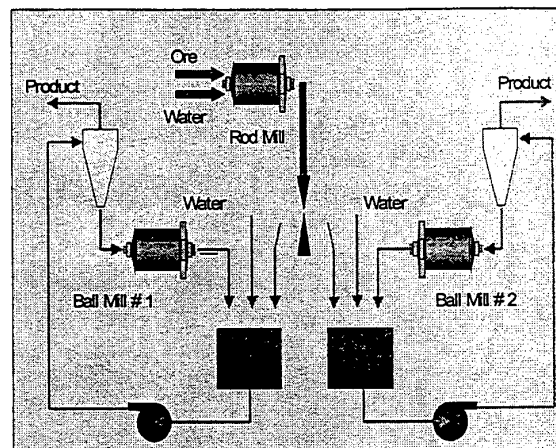 Ore
Product
Product
Water
Rod Mill
Water
Water
Ball Mill # 1
Ball Mill # 2